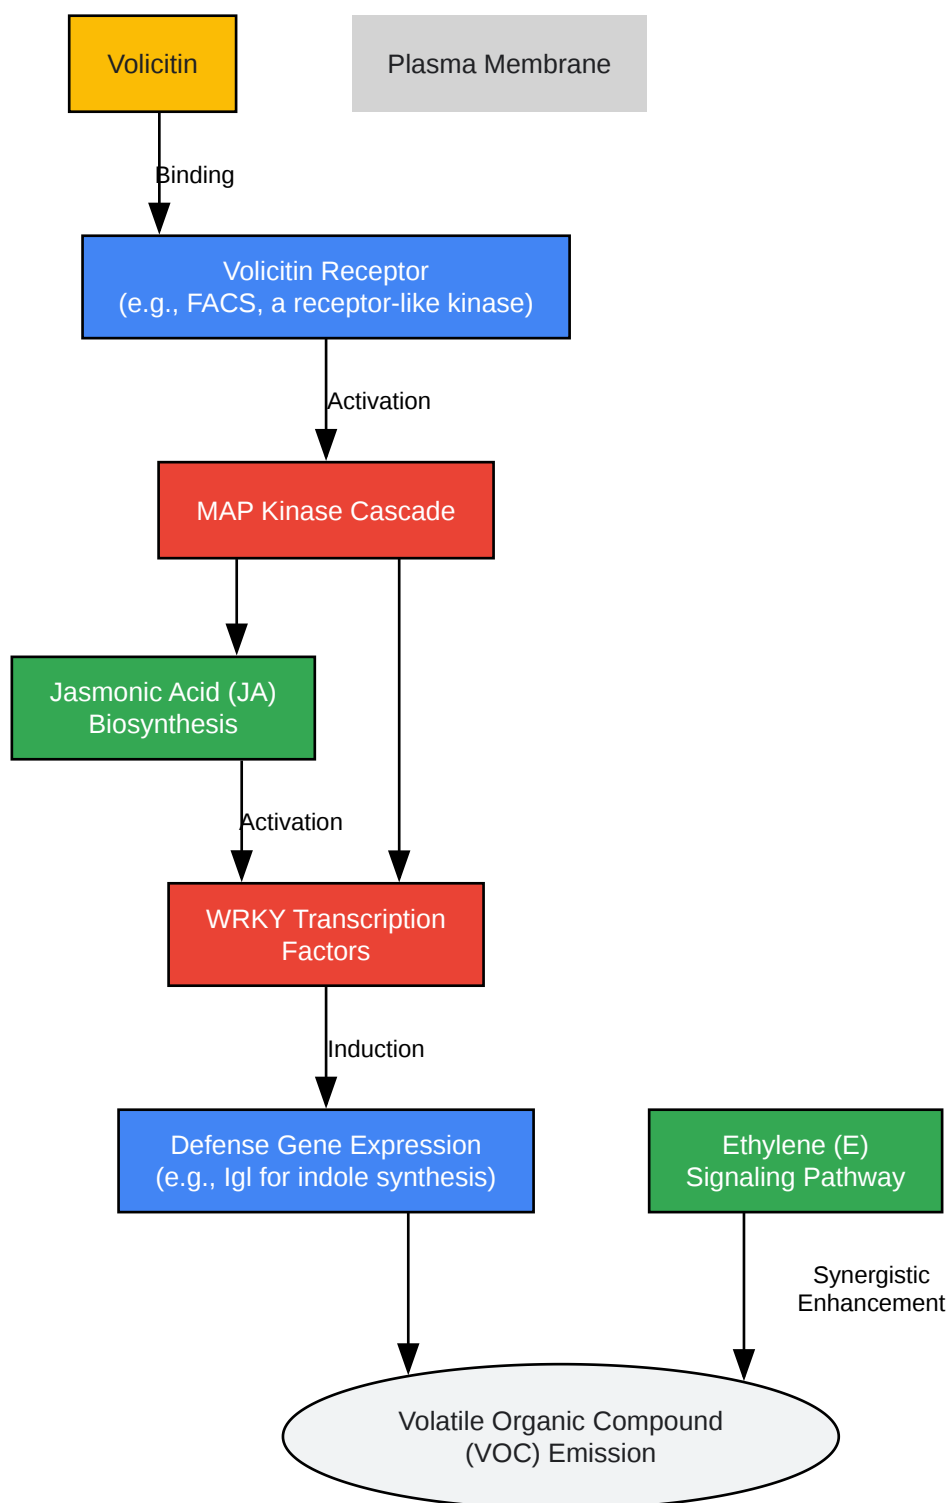 Volicitin
Plasma Membrane
Binding
Volicitin Receptor
(e.g., FACS, a receptor-like kinase)
Activation
MAP Kinase Cascade
Jasmonic Acid (JA)
Biosynthesis
Activation
WRKY Transcription
Factors
Induction
Defense Gene Expression
(e.g., Igl for indole synthesis)
Ethylene (E)
Signaling Pathway
Synergistic
Enhancement
Volatile Organic Compound
(VOC) Emission